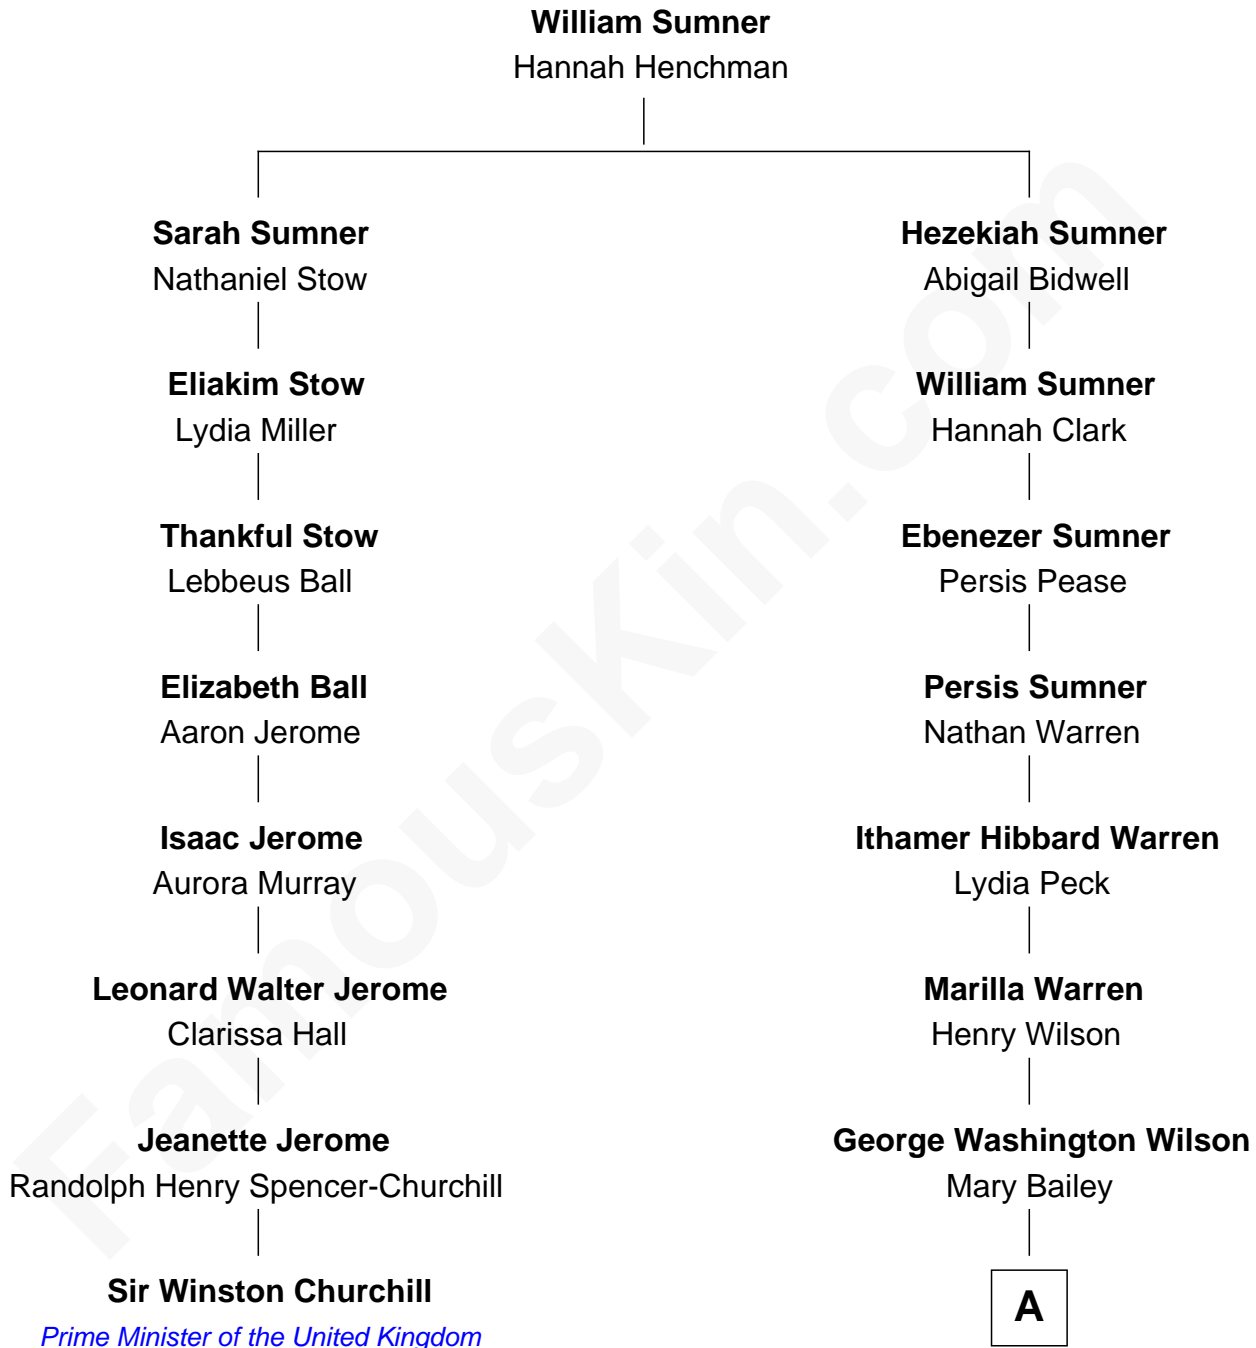 William Sumner
Hannah Henchman
Sarah Sumner
Nathaniel Stow
Hezekiah Sumner
Abigail Bidwell
Eliakim Stow
Lydia Miller
William Sumner
Hannah Clark
Thankful Stow
Lebbeus Ball
Ebenezer Sumner
Persis Pease
Elizabeth Ball
Aaron Jerome
Persis Sumner
Nathan Warren
Isaac Jerome
Aurora Murray
Ithamer Hibbard Warren
Lydia Peck
Leonard Walter Jerome
Clarissa Hall
Marilla Warren
Henry Wilson
Jeanette Jerome
Randolph Henry Spencer-Churchill
George Washington Wilson
Mary Bailey
Sir Winston Churchill
Prime Minister of the United Kingdom
A
FamousKin.com